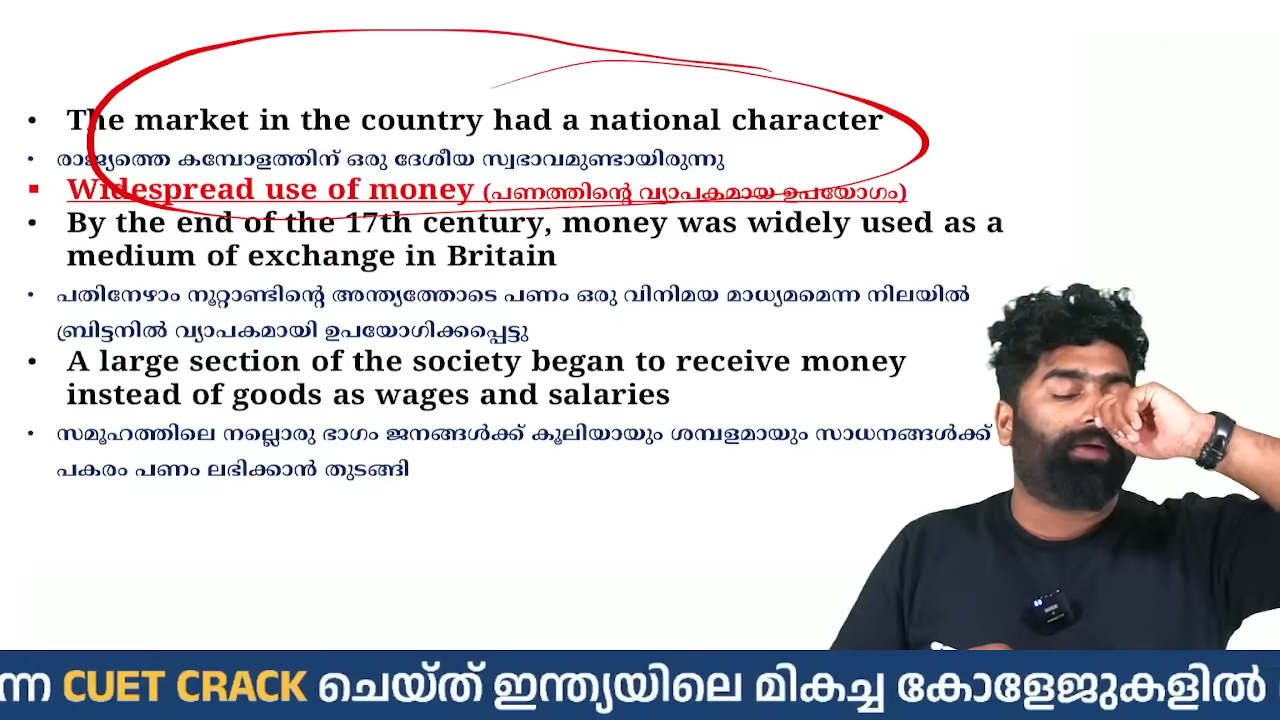 The market in the country had a national character
രാജ്യത്തെ കമ്പോളത്തിന് ഒരു ദേശീയ സ്വഭാവമുണ്ടായിരുന്നു
Widespread use of money (പണത്തിന്റെ വ്യാപകമായ ഉപയോഗം)
By the end of the 17th century, money was widely used as a
medium of exchange in Britain
പതിനേഴാം നൂറ്റാണ്ടിന്റെ അന്ത്യത്തോടെ പണം ഒരു വിനിമയ മാധ്യമമെന്ന നിലയിൽ
ബ്രിട്ടനിൽ വ്യാപകമായി ഉപയോഗിക്കപ്പെട്ടു
A large section of the society began to receive money
instead of goods as wages and salaries
സമൂഹത്തിലെ നല്ലൊരു ഭാഗം ജനങ്ങൾക്ക് കൂലിയായും ശമ്പളമായും സാധനങ്ങൾക്ക്
പകരം പണം ലഭിക്കാൻ തുടങ്ങി
ന്ന CUET CRACK ചെയ്ത് ഇന്ത്യയിലെ മികച്ച കോളേജുകളിൽ